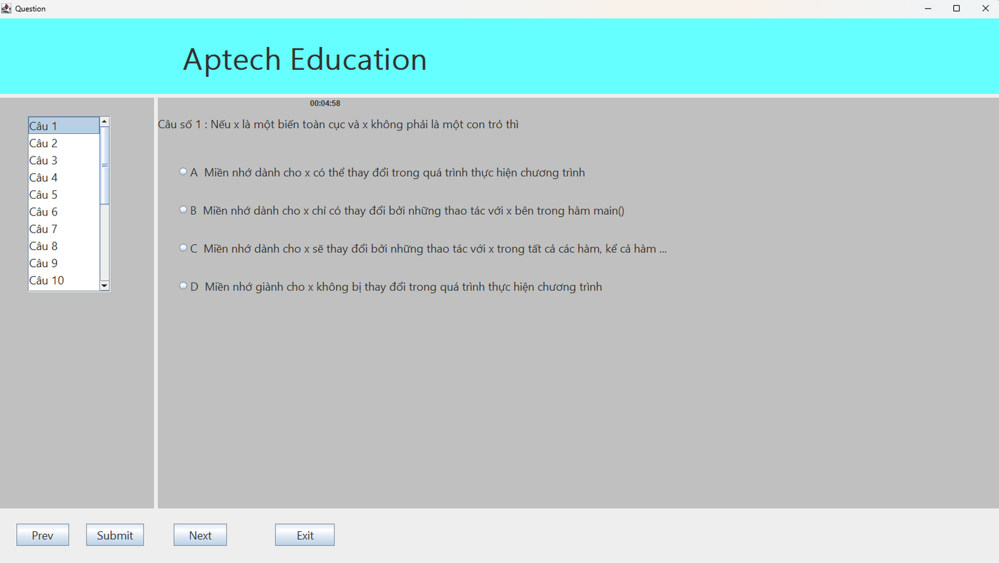 Question
Aptech Education
00:04:58
Câu 1
Câu 2
Câu 3
Câu 4
Câu 5
Câu 6
Câu 7
Câu 8
Câu 9
Câu 10
Câu số 1 : Nếu x là một biến toàn cục và x không phải là một con trỏ thì
A Miền nhớ dành cho x có thể thay đổi trong quá trình thực hiện chương trình
B Miền nhớ dành cho x chỉ có thay đổi bởi những thao tác với x bên trong hàm main()
C Miền nhớ dành cho x sẽ thay đổi bởi những thao tác với x trong tất cả các hàm, kể cả hàm ...
D Miền nhớ giành cho x không bị thay đổi trong quá trình thực hiện chương trình
Prev
Submit
Next
Exit